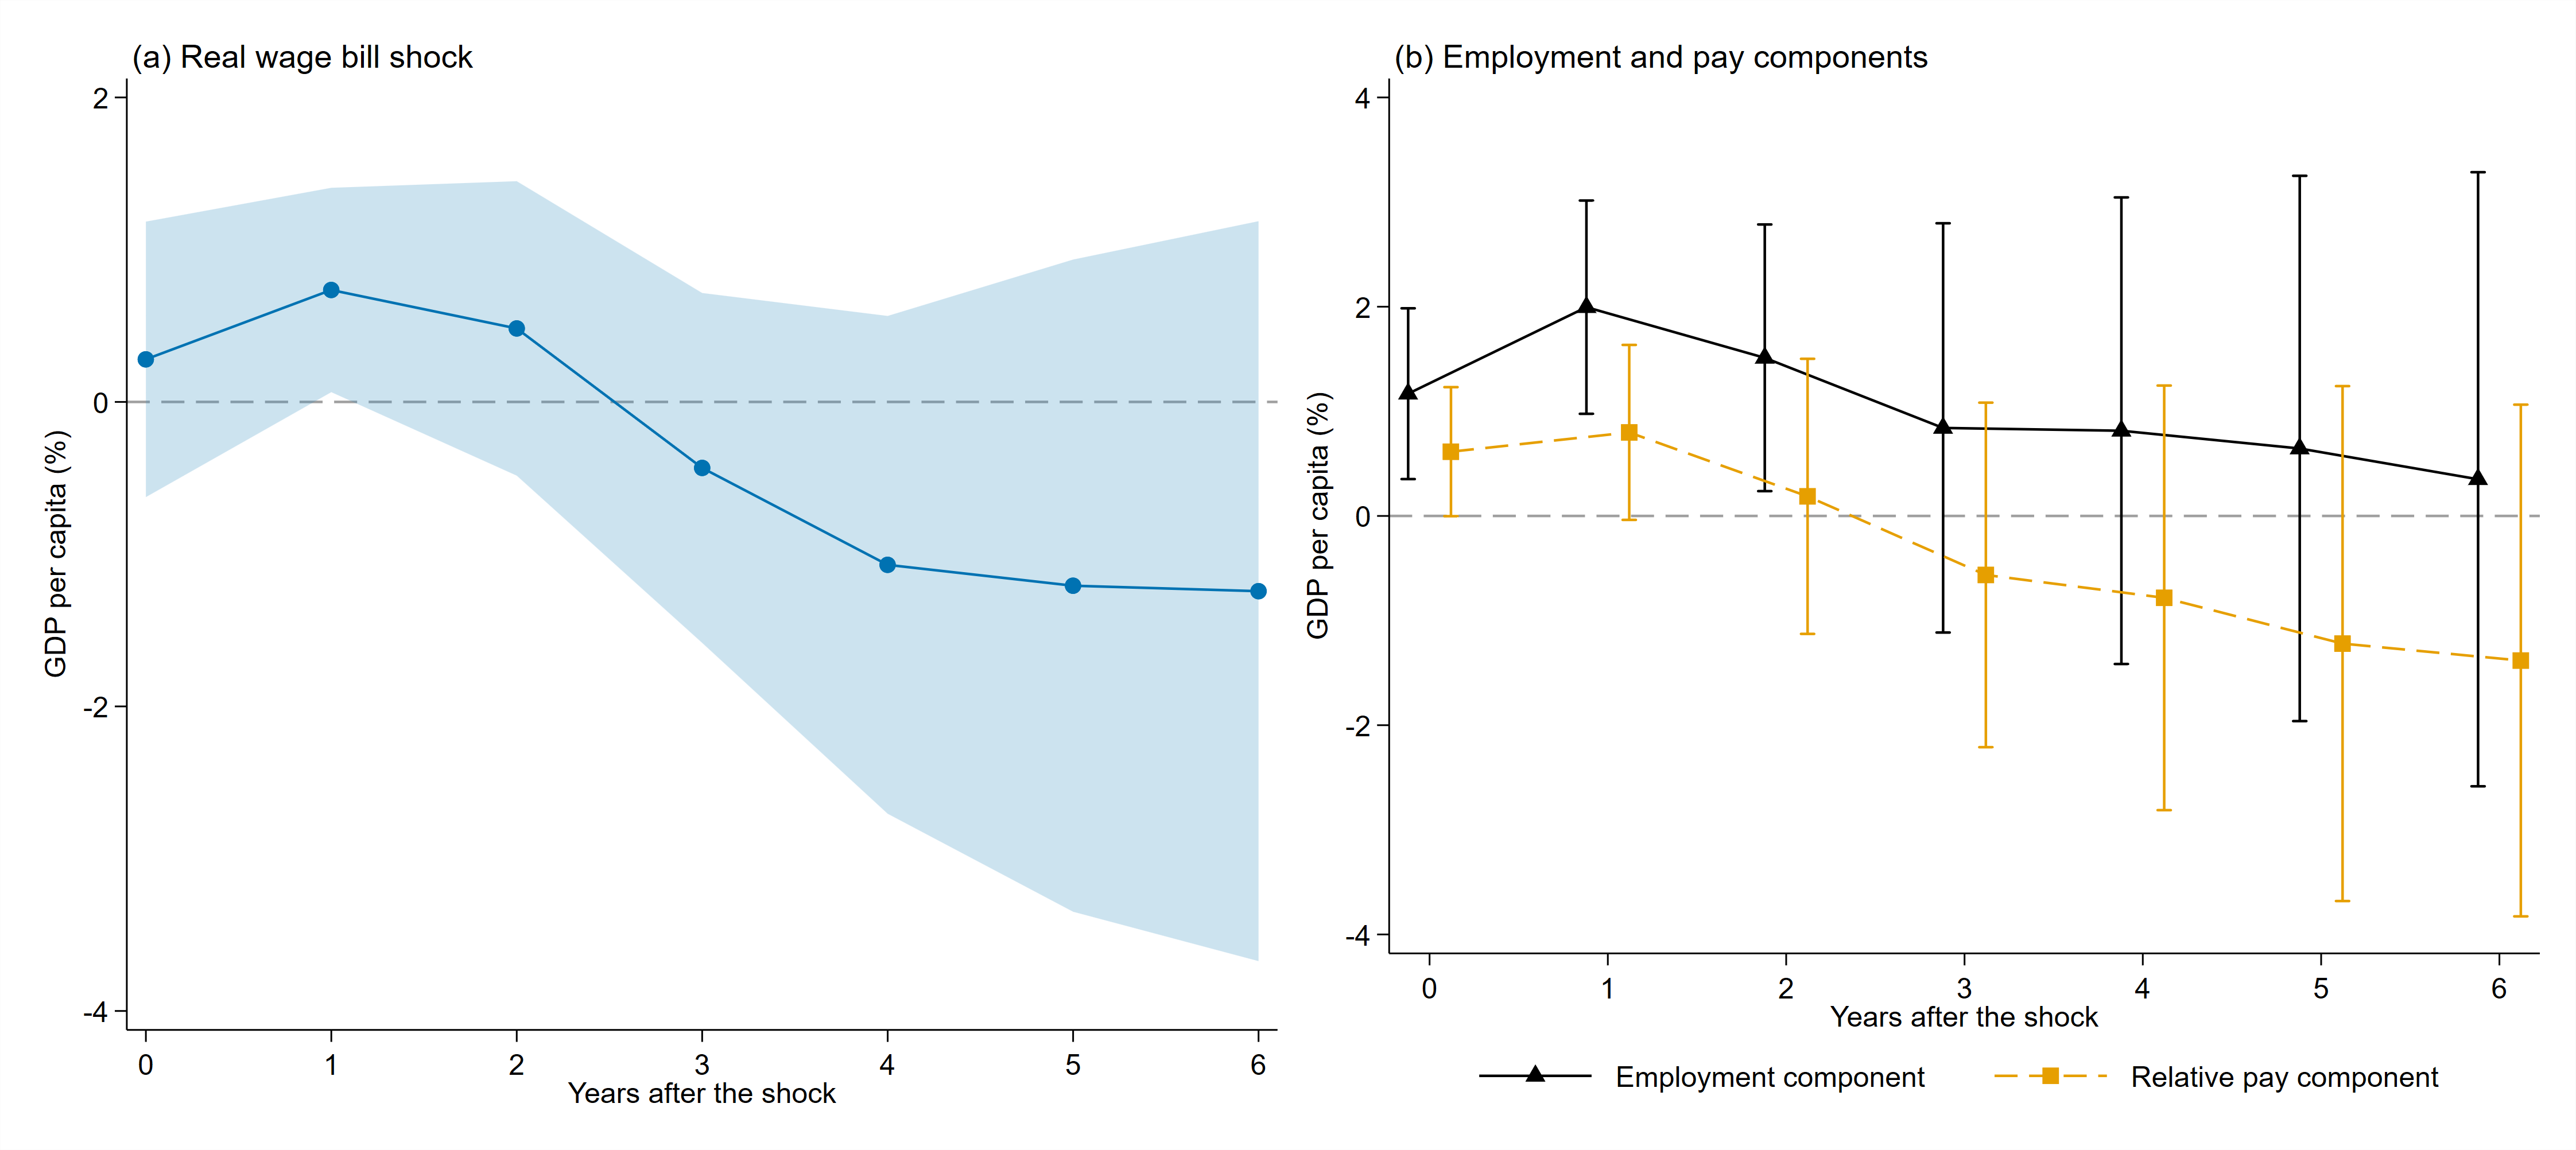 (a) Real wage bill shock
2
0
-2
-4
GDP per capita (%)
0 1 2 3 4 5 6
Years after the shock
(b) Employment and pay components
4
2
0
-2
-4
GDP per capita (%)
0 1 2 3 4 5 6
Years after the shock
Employment component
Relative pay component